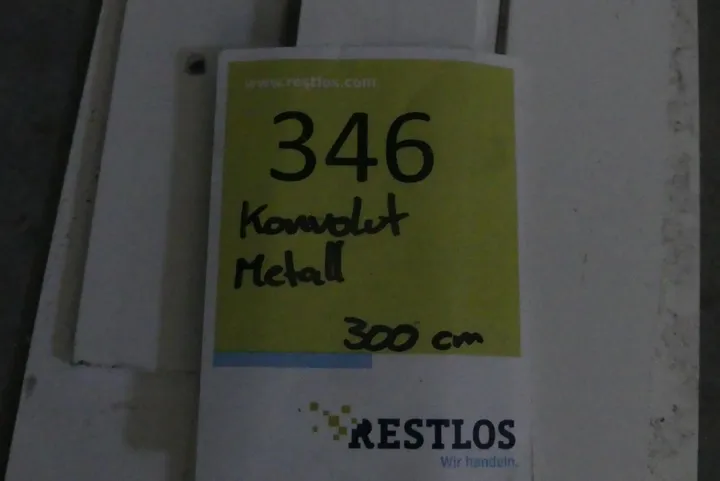 www.restlos.com
346
Konvolut
Metall
300 cm
RESTLOS
Wir handeln.